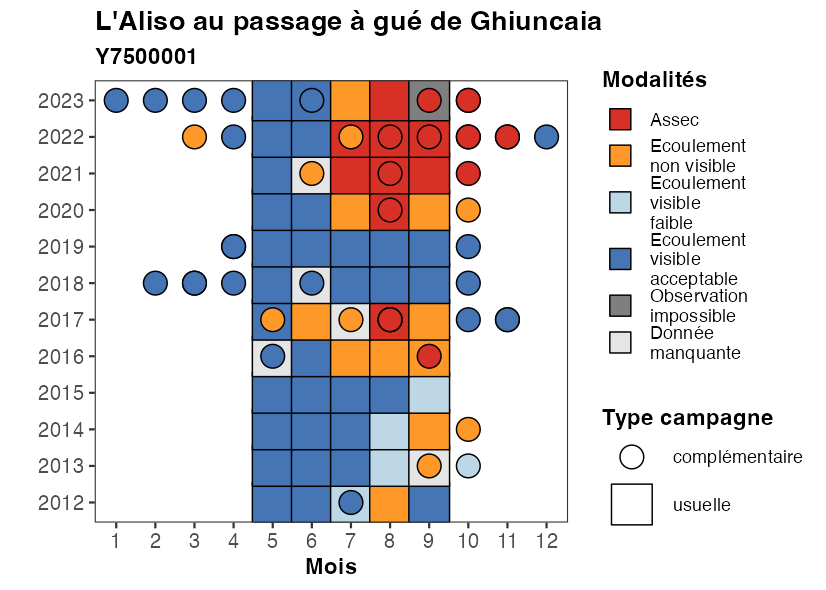 L'Aliso au passage à gué de Ghiuncaia
Y7500001
2023
2022
2021
2020
2019
2018
2017
2016
2015
2014
2013
2012
1 2 3 4 5 6 7 8 9 10 11 12
Mois
Modalités
Assec
Ecoulement
non visible
Ecoulement
visible
faible
Ecoulement
visible
acceptable
Observation
impossible
Donnée
manquante
Type campagne
complémentaire
usuelle